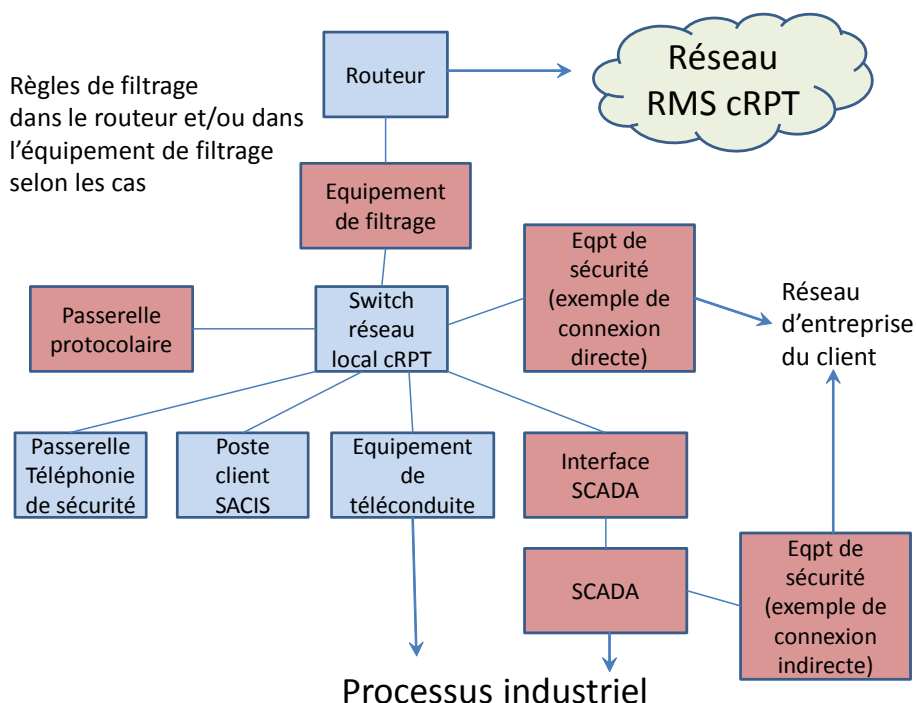 Routeur
Réseau
RMS cRPT
Règles de filtrage
dans le routeur et/ou dans
l'équipement de filtrage
selon les cas
Equipement
de filtrage
Eqpt de
sécurité
(exemple de
connexion
directe)
Passerelle
protocolaire
Switch
réseau
local cRPT
Réseau
d'entreprise
du client
Passerelle
Téléphonie
de sécurité
Poste
client
SACIS
Equipement
de
téléconduite
Interface
SCADA
SCADA
Eqpt de
sécurité
(exemple de
connexion
indirecte)
Processus industriel